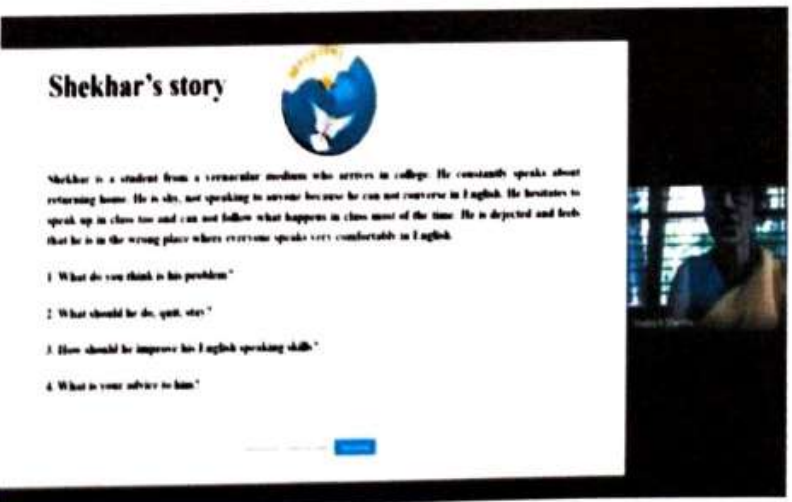 Shekhar's story
Shekhar is a student from a vernacular medium who arrives in college. He constantly speaks about
returning home. He is shy, not speaking to anyone because he can not converse in English. He hesitates to
speak up in class too and can not follow what happens in class most of the time. He is dejected and feels
that he is in the wrong place where everyone speaks very comfortably in English.
1. What do you think is his problem?
2. What should he do, quit, stay?
3. How should he improve his English speaking skills?
4. What is your advice to him?